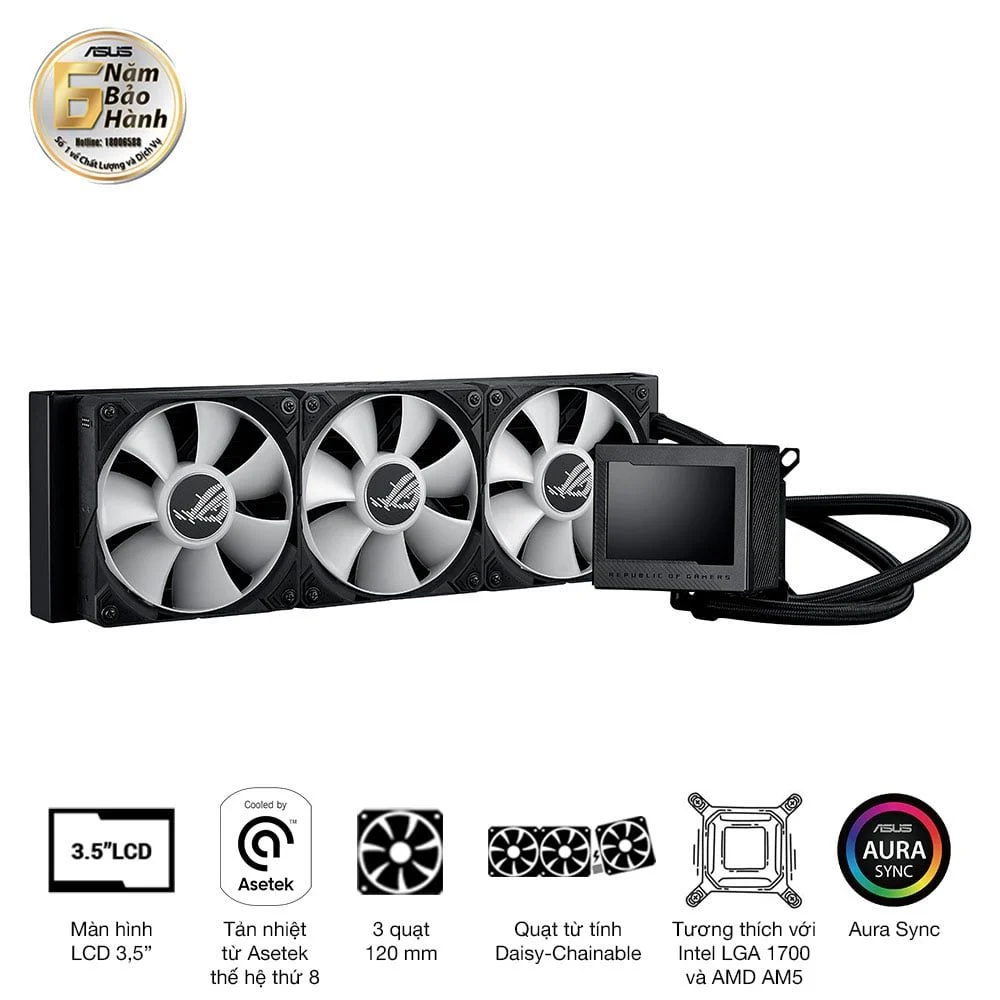 ASUS
6 Năm
Bảo
Hành
Hotline: 18006588
Số 1 về Chất Lượng và Dịch Vụ
REPUBLIC OF GAMERS
3.5”LCD
Màn hình
LCD 3,5”
Cooled by
™
Asetek
Tản nhiệt
từ Asetek
thế hệ thứ 8
3 quạt
120 mm
Quạt từ tính
Daisy-Chainable
Tương thích với
Intel LGA 1700
và AMD AM5
ASUS
AURA
SYNC
Aura Sync